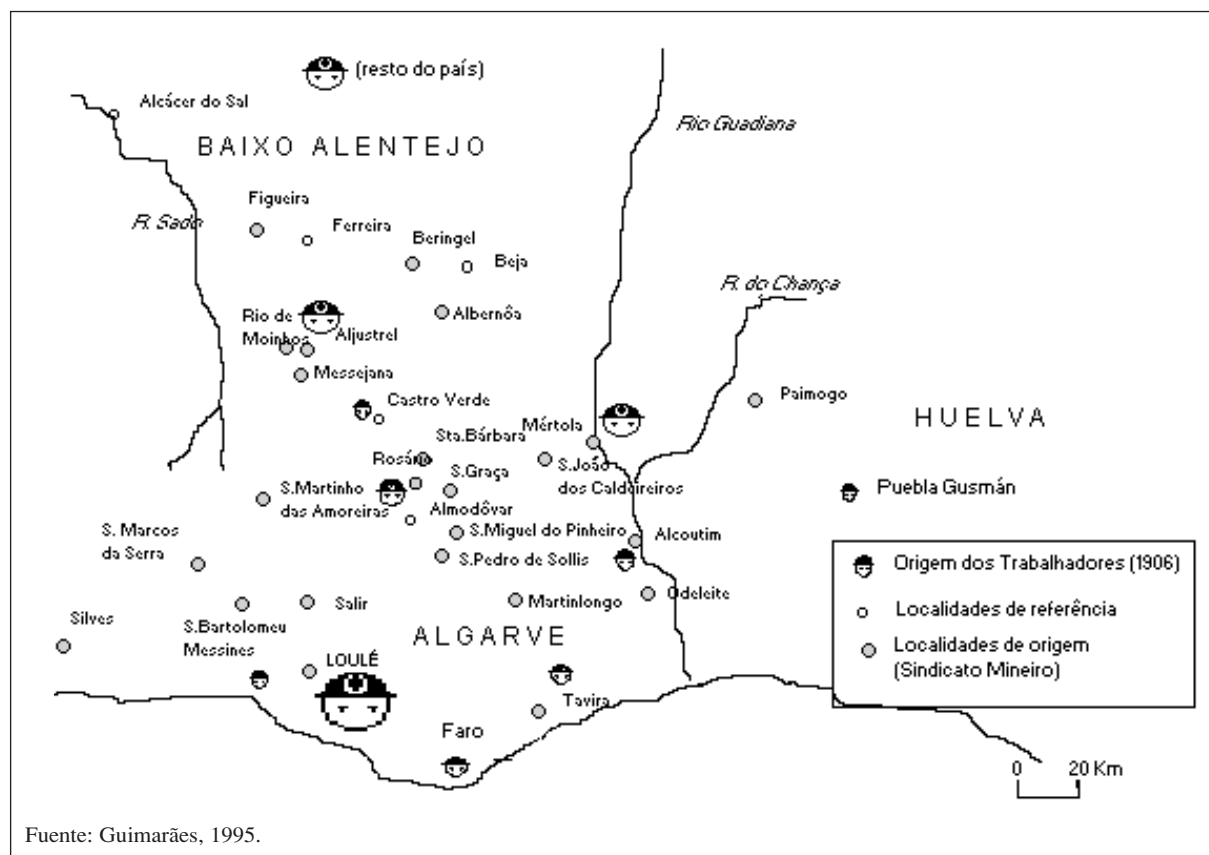 (resto do país)
Alcácer do Sal
Rio Guadiana
BAIXO ALENTEJO
Figueira
R. Sado
Ferreira
Beringel
Beja
R. do Chança
Rio de
Moinhos
Aljustrel
Albernôa
Messejana
Castro Verde
Paimogo
Mértola
HUELVA
Sta.Bárbara
Rosário
S.Graça
S.João
dos Caldeireiros
S.Martinho
das Amoreiras
Puebla Gusmán
Almodôvar
S. Marcos
da Serra
S.Miguel do Pinheiro
Alcoutim
S.Pedro de Sollis
Origem dos Trabalhadores (1906)
Odeleite
Salir
Martinlongo
Localidades de referência
Silves
S.Bartolomeu
Messines
ALGARVE
Localidades de origem
(Sindicato Mineiro)
LOULÉ
Tavira
Faro
0 20 Km
Fuente: Guimarães, 1995.